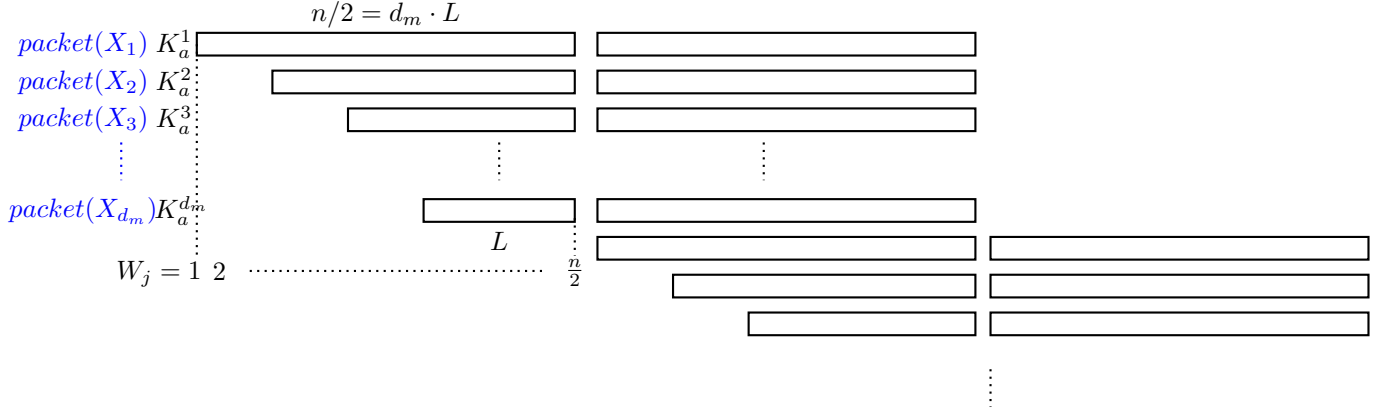 n/2 = d_m · L
packet(X_1) K_a^1
packet(X_2) K_a^2
packet(X_3) K_a^3
packet(X_{d_m}) K_a^{d_m}
L
W_j = 1 2 n/2